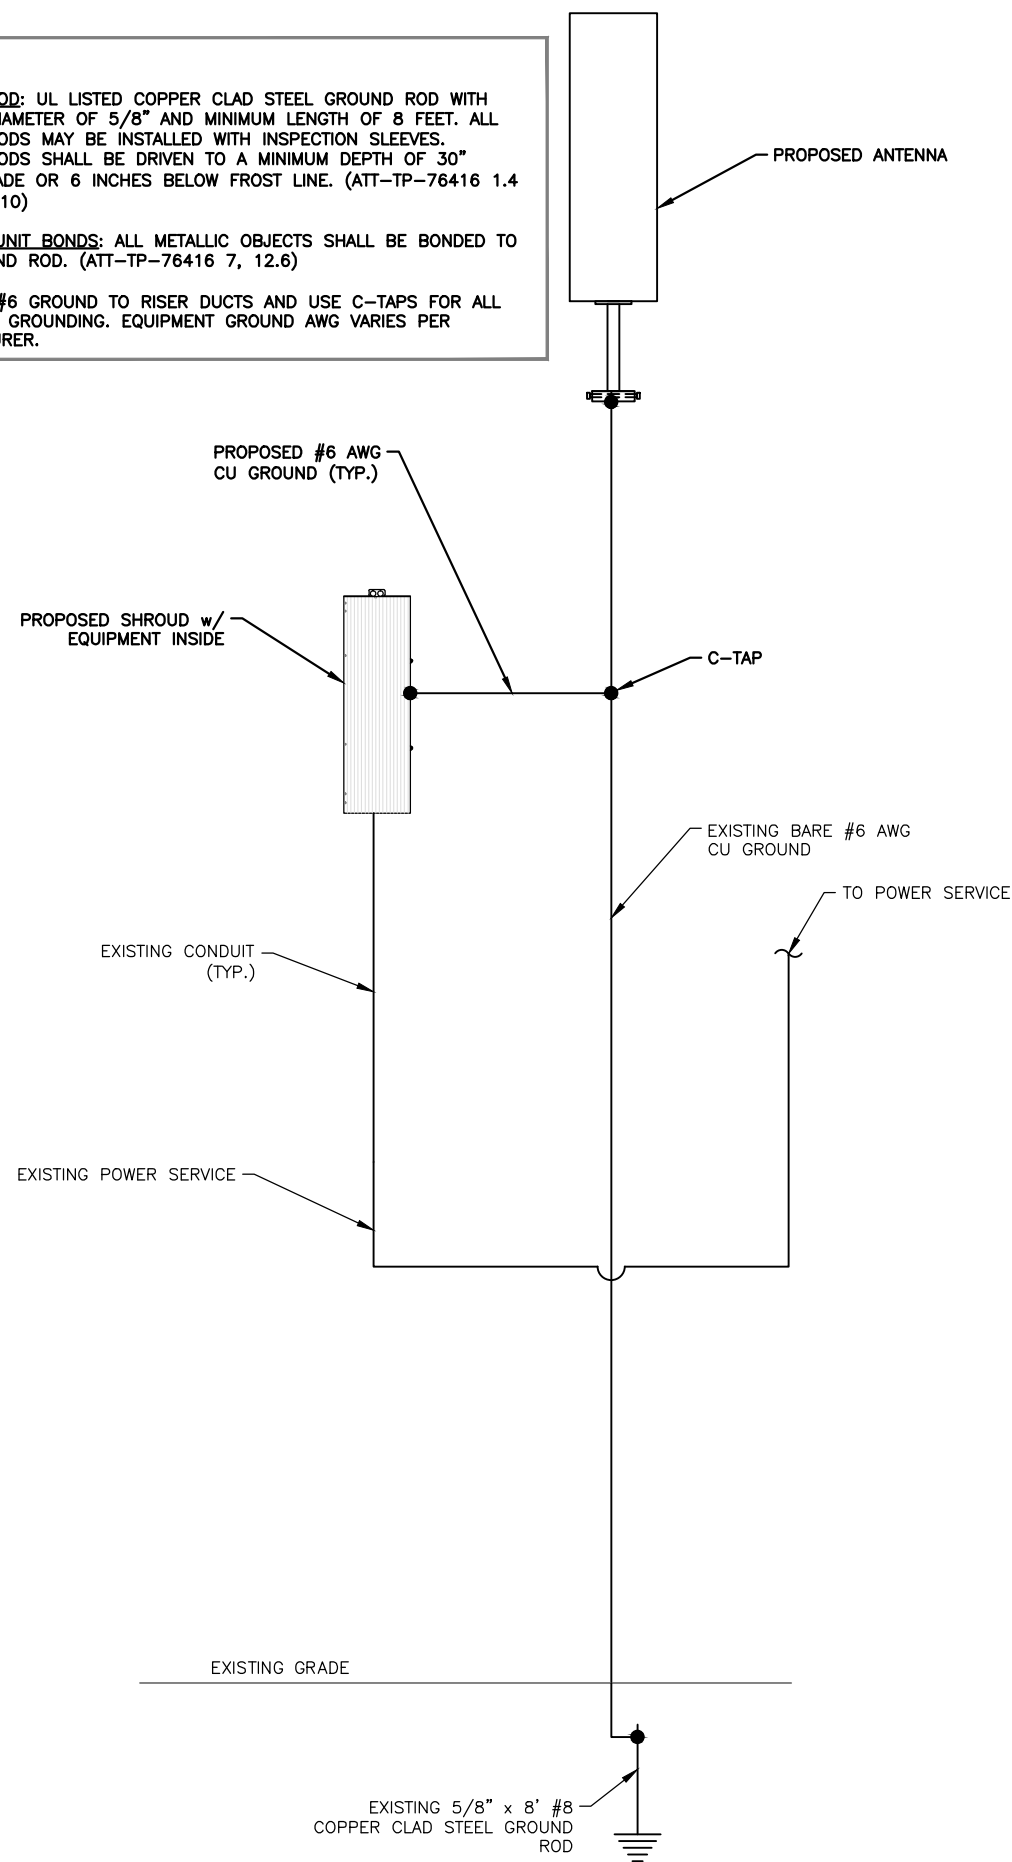 OD: UL LISTED COPPER CLAD STEEL GROUND ROD WITH
IAMETER OF 5/8" AND MINIMUM LENGTH OF 8 FEET. ALL
ODS MAY BE INSTALLED WITH INSPECTION SLEEVES.
ODS SHALL BE DRIVEN TO A MINIMUM DEPTH OF 30"
ADE OR 6 INCHES BELOW FROST LINE. (ATT-TP-76416 1.4
10)
UNIT BONDS: ALL METALLIC OBJECTS SHALL BE BONDED TO
ND ROD. (ATT-TP-76416 7, 12.6)
#6 GROUND TO RISER DUCTS AND USE C-TAPS FOR ALL
GROUNDING. EQUIPMENT GROUND AWG VARIES PER
URER.
PROPOSED ANTENNA
PROPOSED #6 AWG
CU GROUND (TYP.)
PROPOSED SHROUD w/
EQUIPMENT INSIDE
C-TAP
EXISTING BARE #6 AWG
CU GROUND
TO POWER SERVICE
EXISTING CONDUIT
(TYP.)
EXISTING POWER SERVICE
EXISTING GRADE
EXISTING 5/8" x 8' #8
COPPER CLAD STEEL GROUND
ROD